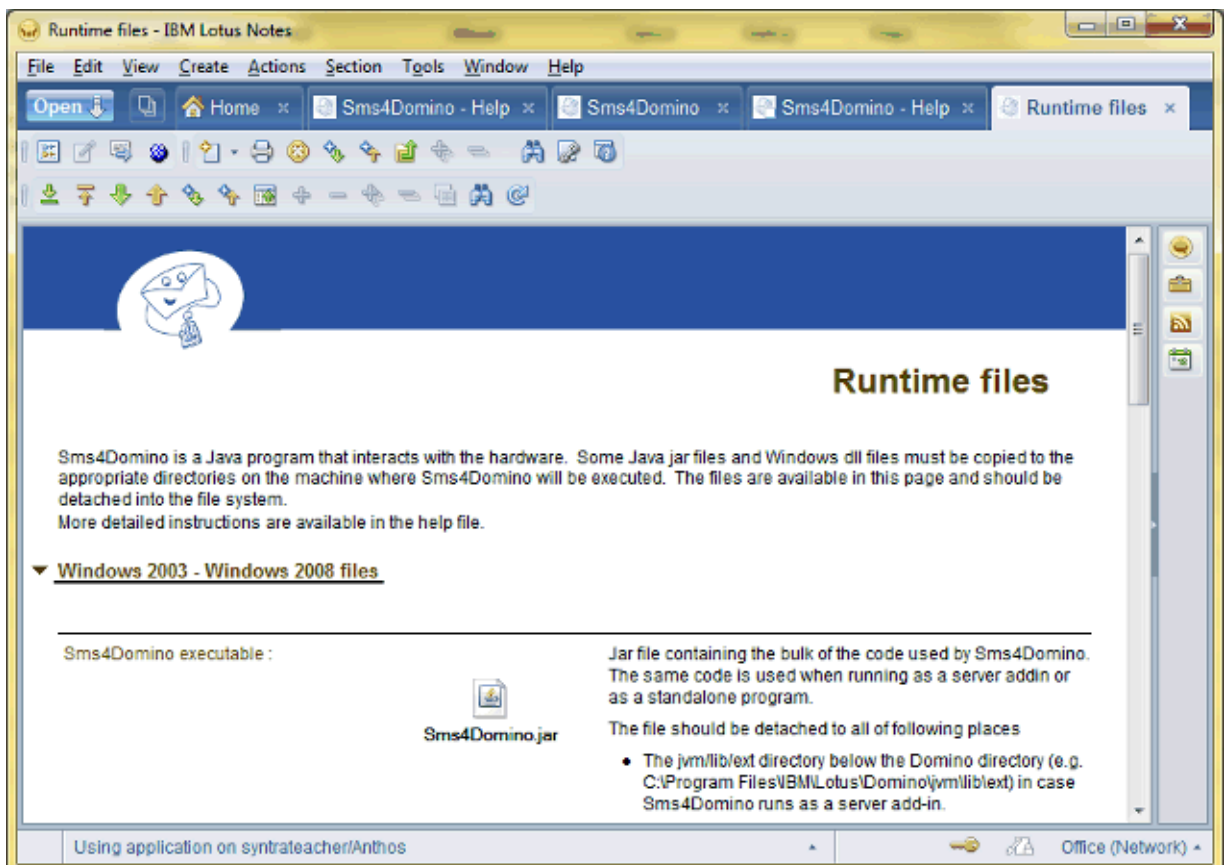 Runtime files - IBM Lotus Notes
File Edit View Create Actions Section Tools Window Help
Open Home Sms4Domino - Help Sms4Domino Sms4Domino - Help Runtime files
Runtime files
Sms4Domino is a Java program that interacts with the hardware. Some Java jar files and Windows dll files must be copied to the
appropriate directories on the machine where Sms4Domino will be executed. The files are available in this page and should be
detached into the file system.
More detailed instructions are available in the help file.
Windows 2003 - Windows 2008 files
Sms4Domino executable :
Sms4Domino.jar
Jar file containing the bulk of the code used by Sms4Domino.
The same code is used when running as a server addin or
as a standalone program.
The file should be detached to all of following places
• The jvm/lib/ext directory below the Domino directory (e.g.
C:\Program Files\IBM\Lotus\Domino\jvm\lib\ext) in case
Sms4Domino runs as a server add-in.
Using application on syntrateacher/Anthos
Office (Network)